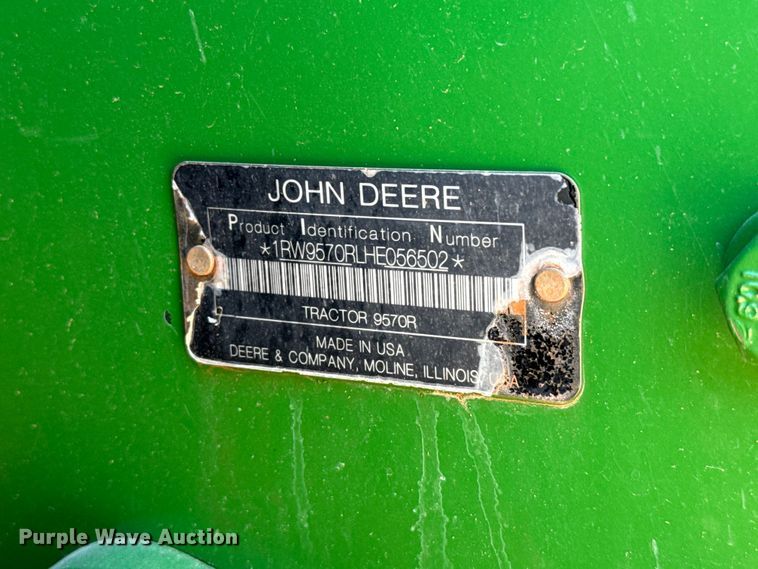 JOHN DEERE
Product Identification Number
*1RW9570RLHE056502*
TRACTOR 9570R
MADE IN USA
DEERE & COMPANY, MOLINE, ILLINOIS
Purple Wave Auction®